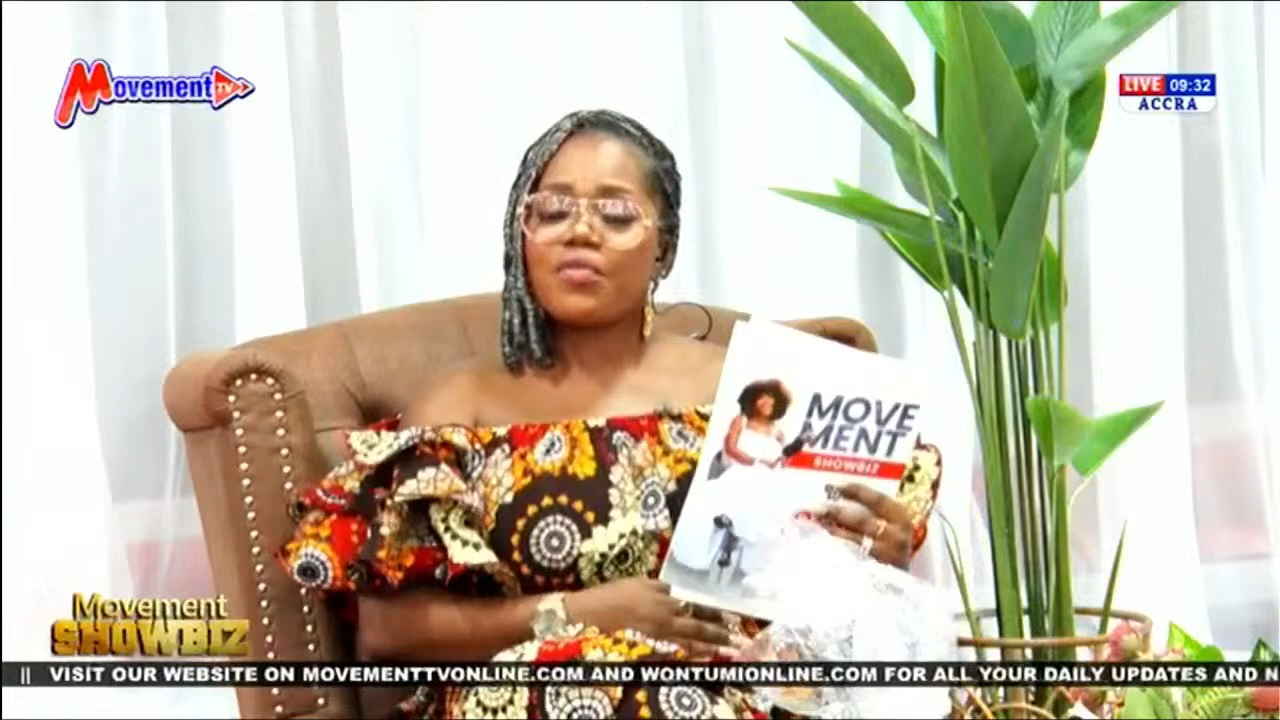 Movement TV
LIVE 09:32
ACCRA
MOVE
MENT
SHOWBIZ
Movement
SHOWBIZ
|| VISIT OUR WEBSITE ON MOVEMENTTVONLINE.COM AND WONTUMIONLINE.COM FOR ALL YOUR DAILY UPDATES AND N